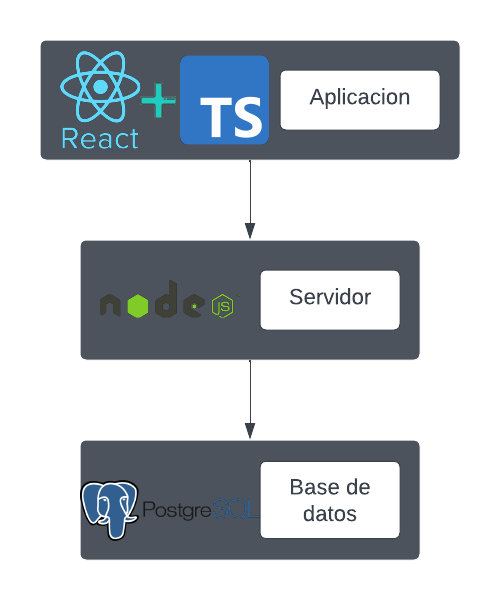 React
TS
Aplicacion
node
JS
Servidor
PostgreSQL
Base de
datos